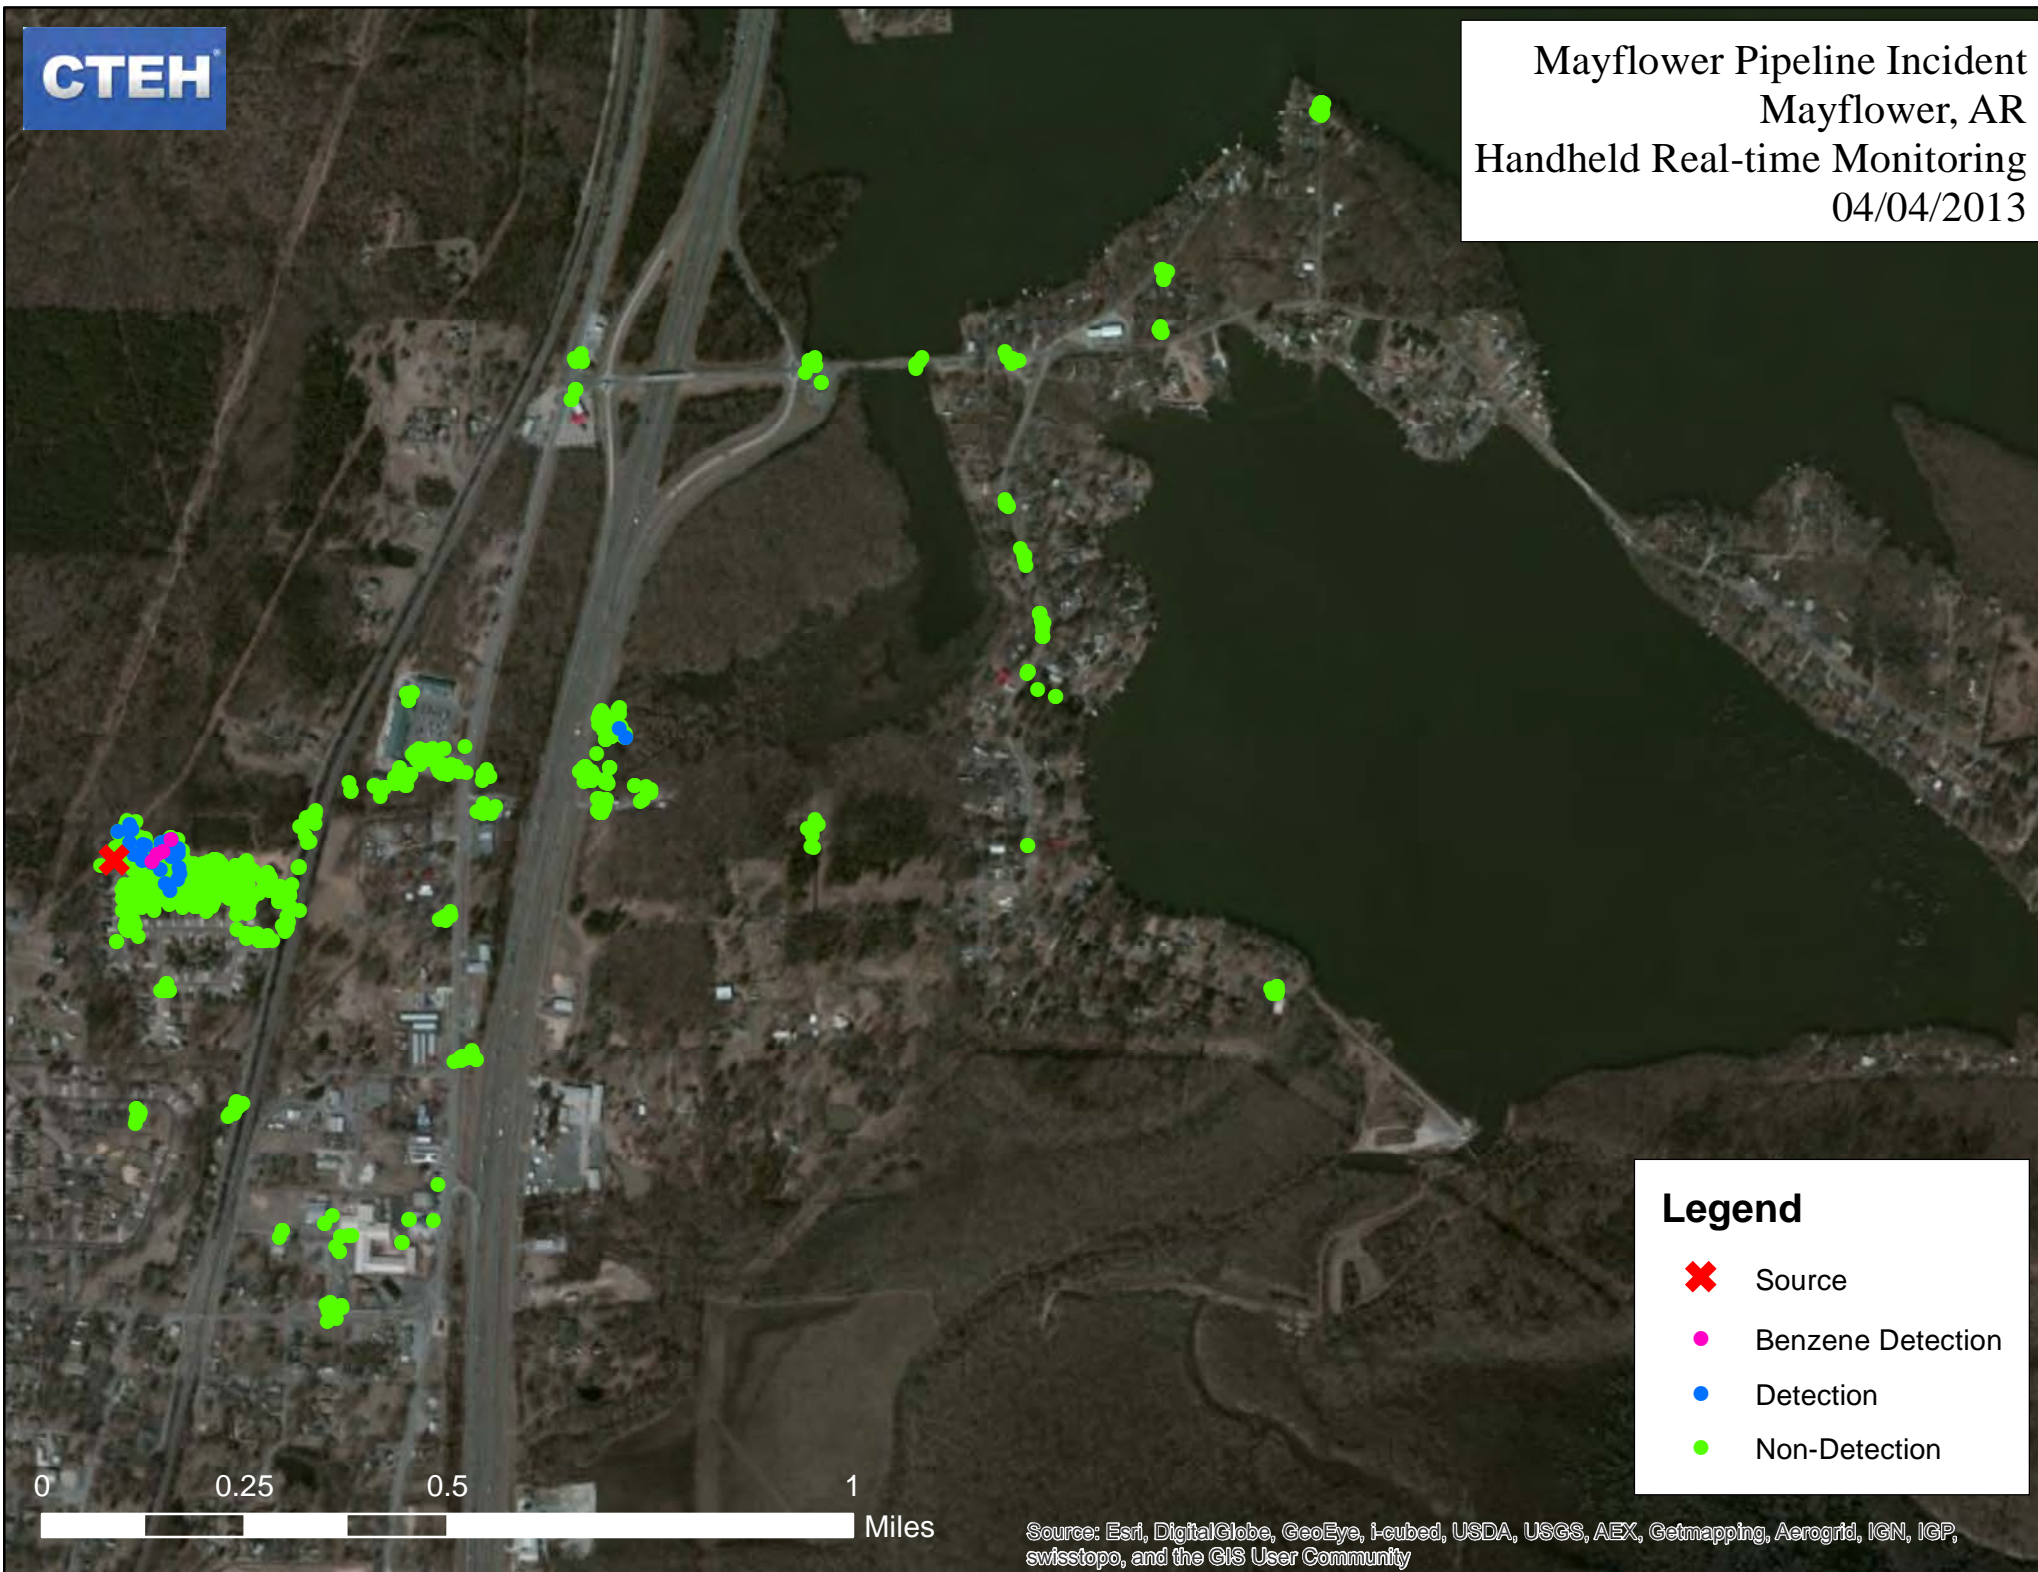 CTEH®
Mayflower Pipeline Incident
Mayflower, AR
Handheld Real-time Monitoring
04/04/2013
Legend
Source
Benzene Detection
Detection
Non-Detection
0 0.25 0.5 1
Miles
Source: Esri, DigitalGlobe, GeoEye, i-cubed, USDA, USGS, AEX, Getmapping, Aerogrid, IGN, IGP,
swisstopo, and the GIS User Community